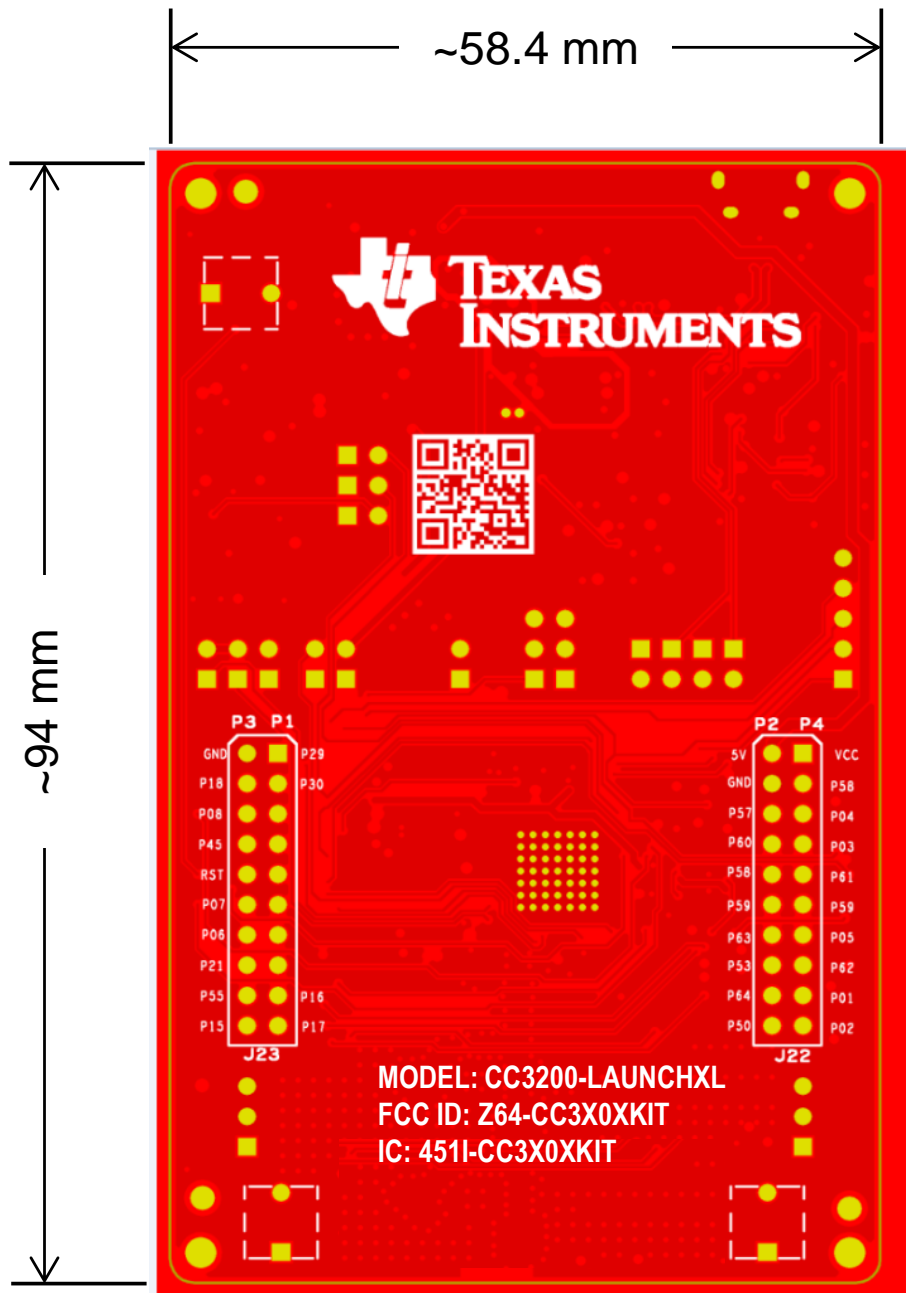 ~58.4 mm
TEXAS
INSTRUMENTS
~94 mm
P3 P1
P2 P4
GND P29
5V VCC
P18 P30
GND P58
P08
P57 P04
P45
P60 P03
RST
P58 P61
P07
P59 P59
P06
P63 P05
P21
P53 P62
P55 P16
P64 P01
P15 P17
P50 P02
J23
J22
MODEL: CC3200-LAUNCHXL
FCC ID: Z64-CC3X0XKIT
IC: 451I-CC3X0XKIT